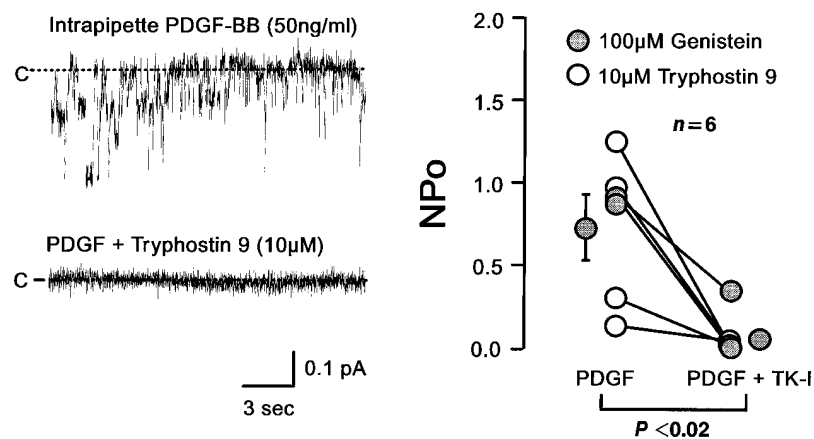 Intrapipette PDGF-BB (50ng/ml)
C
PDGF + Tryphostin 9 (10µM)
C
0.1 pA
3 sec
NPo
2.0
1.5
1.0
0.5
0.0
100µM Genistein
10µM Tryphostin 9
n=6
PDGF
PDGF + TK-I
P <0.02